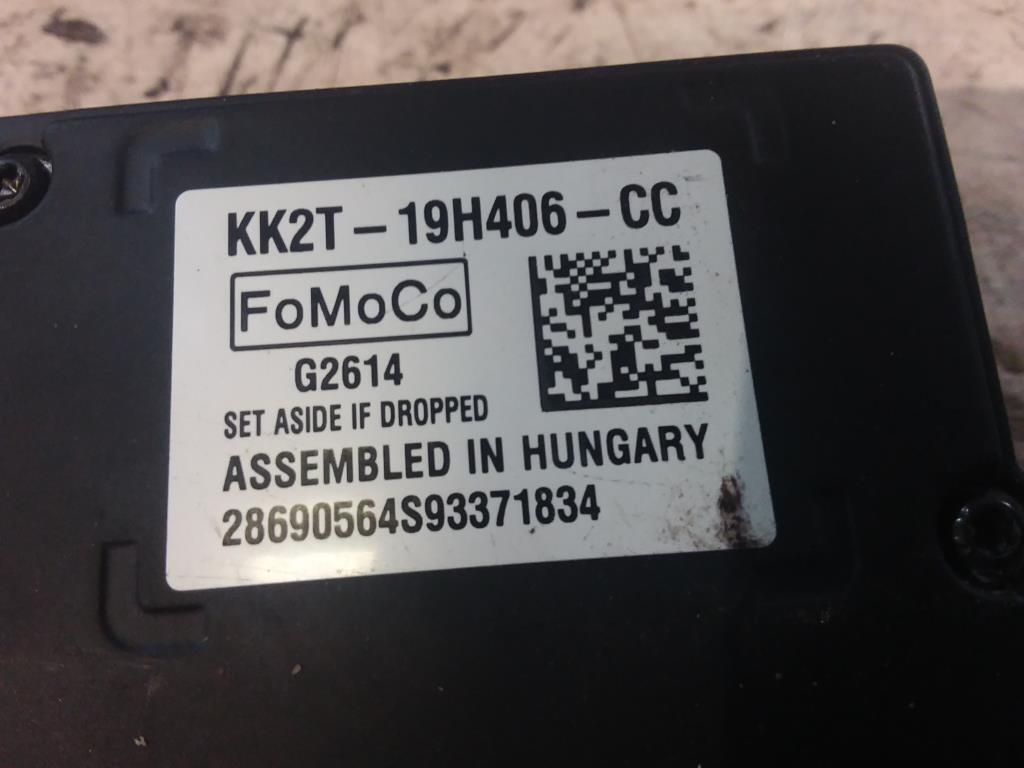 KK2T-19H406-CC
FoMoCo
G2614
SET ASIDE IF DROPPED
ASSEMBLED IN HUNGARY
28690564S93371834